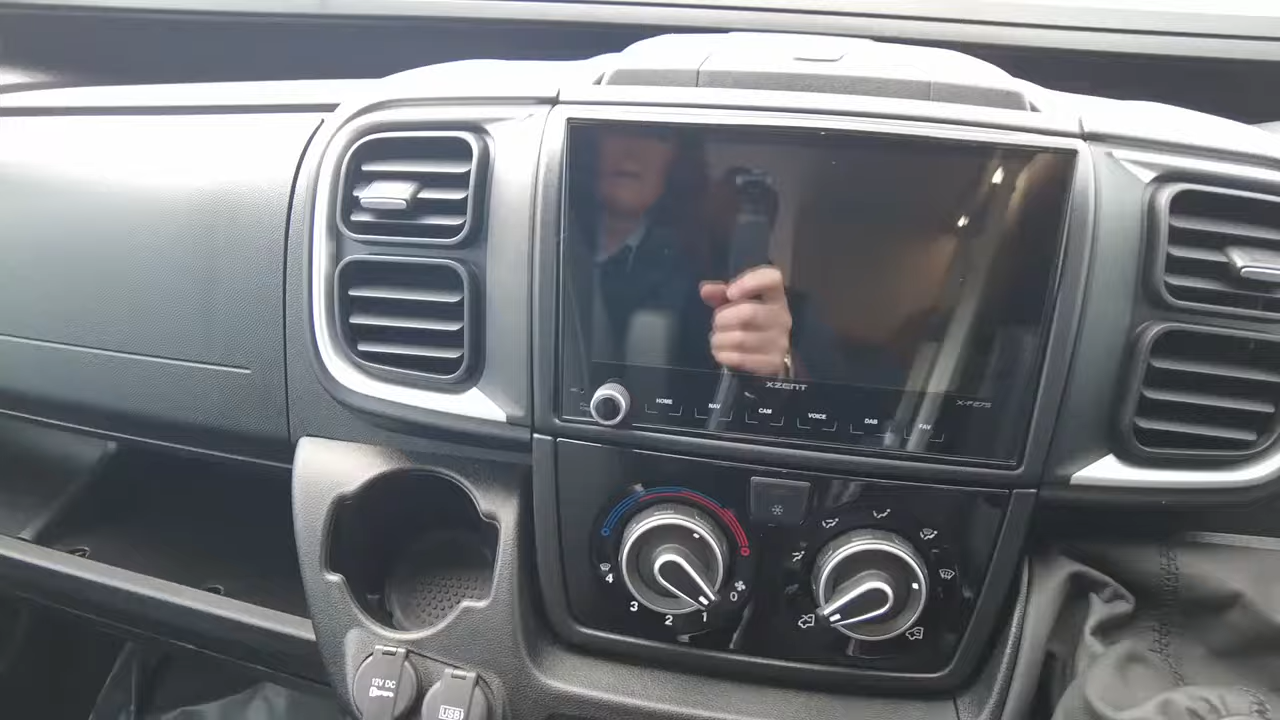 XZENT
X-F275
HOME NAV CAM VOICE DAB FAV
4 3 2 1 0
12V DC
USB